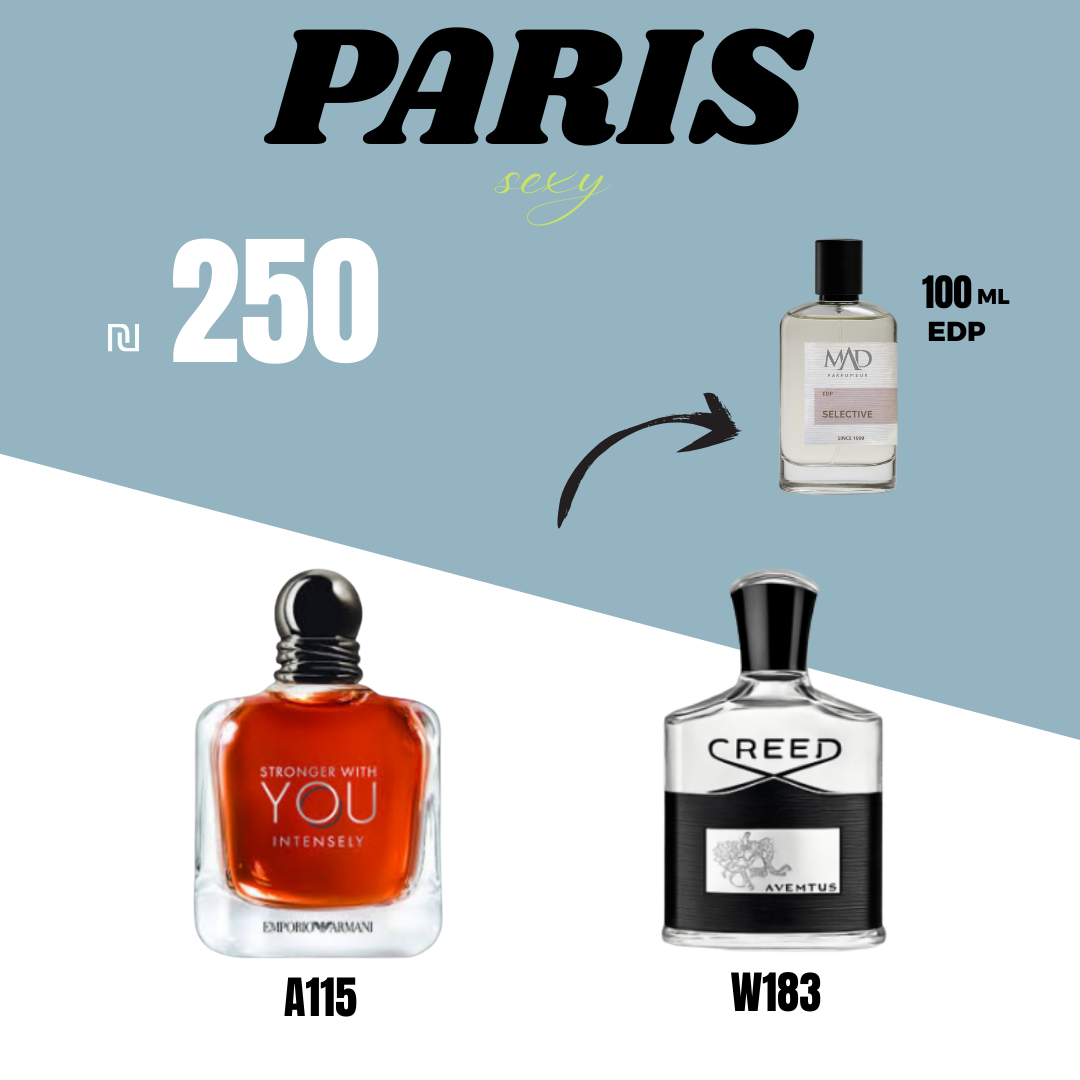 PARIS
sexy
₪ 250
100 ML
EDP
MAD
PARFUMEUR
EDP
SELECTIVE
SINCE 1999
STRONGER WITH
YOU
INTENSELY
EMPORIO ARMANI
A115
CREED
AVEMTUS
W183